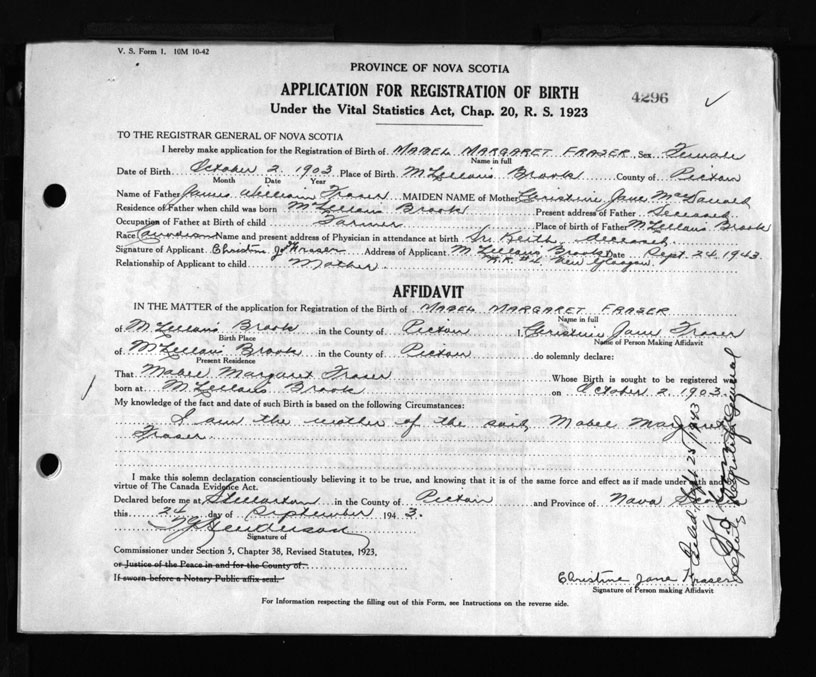 V. S. Form 1. 10M 10-42
PROVINCE OF NOVA SCOTIA
APPLICATION FOR REGISTRATION OF BIRTH
4296
Under the Vital Statistics Act, Chap. 20, R. S. 1923
TO THE REGISTRAR GENERAL OF NOVA SCOTIA
I hereby make application for the Registration of Birth of MABEL MARGARET FRASER Sex Female
Name in full
Date of Birth October 2 1903 Place of Birth McLellans Brook County of Pictou
Month Date Year
Name of Father James William Fraser MAIDEN NAME of Mother Christine Jane McDonald
Residence of Father when child was born McLellans Brook Present address of Father Deceased
Occupation of Father at Birth of child Farmer Place of birth of Father McLellans Brook
Race Canadian Name and present address of Physician in attendance at birth Dr. Keith, deceased
Signature of Applicant Christine J. Fraser Address of Applicant McLellans Brook Date Sept. 24, 1943.
R.R. #4 New Glasgow.
Relationship of Applicant to child Mother
AFFIDAVIT
IN THE MATTER of the application for Registration of the Birth of MABEL MARGARET FRASER
Name in full
of McLellans Brook in the County of Pictou I, Christine Jane Fraser
Birth Place Name of Person Making Affidavit
of McLellans Brook in the County of Pictou do solemnly declare:
Present Residence
That Mabel Margaret Fraser Whose Birth is sought to be registered was
born at McLellans Brook on October 2 1903.
My knowledge of the fact and date of such Birth is based on the following Circumstances:
I am the mother of the said Mabel Margaret
Fraser.
I make this solemn declaration conscientiously believing it to be true, and knowing that it is of the same force and effect as if made under oath and
virtue of The Canada Evidence Act.
Declared before me at Stellarton in the County of Pictou and Province of Nova
this 24 day of September 1943.
Henderson
Signature of
Commissioner under Section 5, Chapter 38, Revised Statutes, 1923,
or Justice of the Peace in and for the County of
If sworn before a Notary Public affix seal.
Christine Jane Fraser
Signature of Person making Affidavit
For Information respecting the filling out of this Form, see Instructions on the reverse side.
Filed Sept 25/1943
Deputy Registrar General